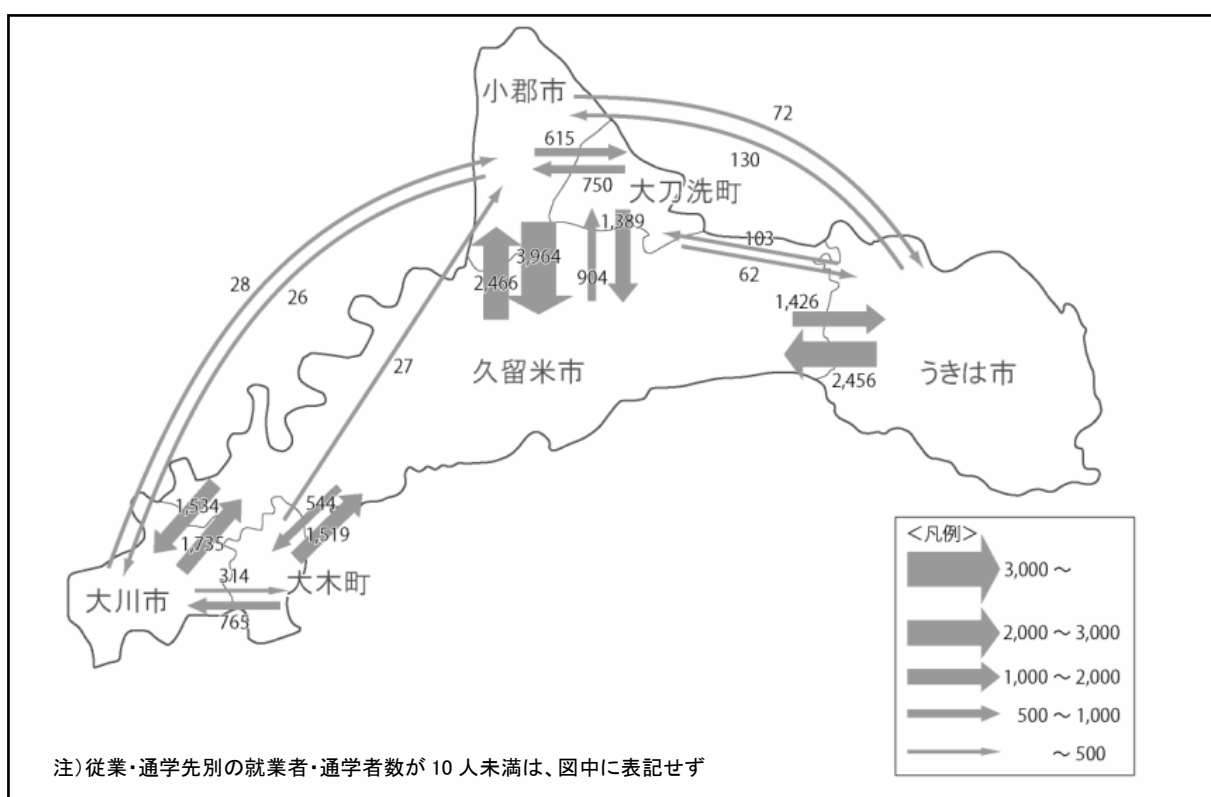 小郡市
72
615
130
750
大刀洗町
1,389
103
3,964
28
26
2,466
904
62
1,426
27
久留米市
うきは市
2,456
1,534
544
1,735
1,519
<凡例>
3,000 ~
314
大木町
大川市
765
2,000 ~ 3,000
1,000 ~ 2,000
500 ~ 1,000
~ 500
注)従業・通学先別の就業者・通学者数が 10 人未満は、図中に表記せず